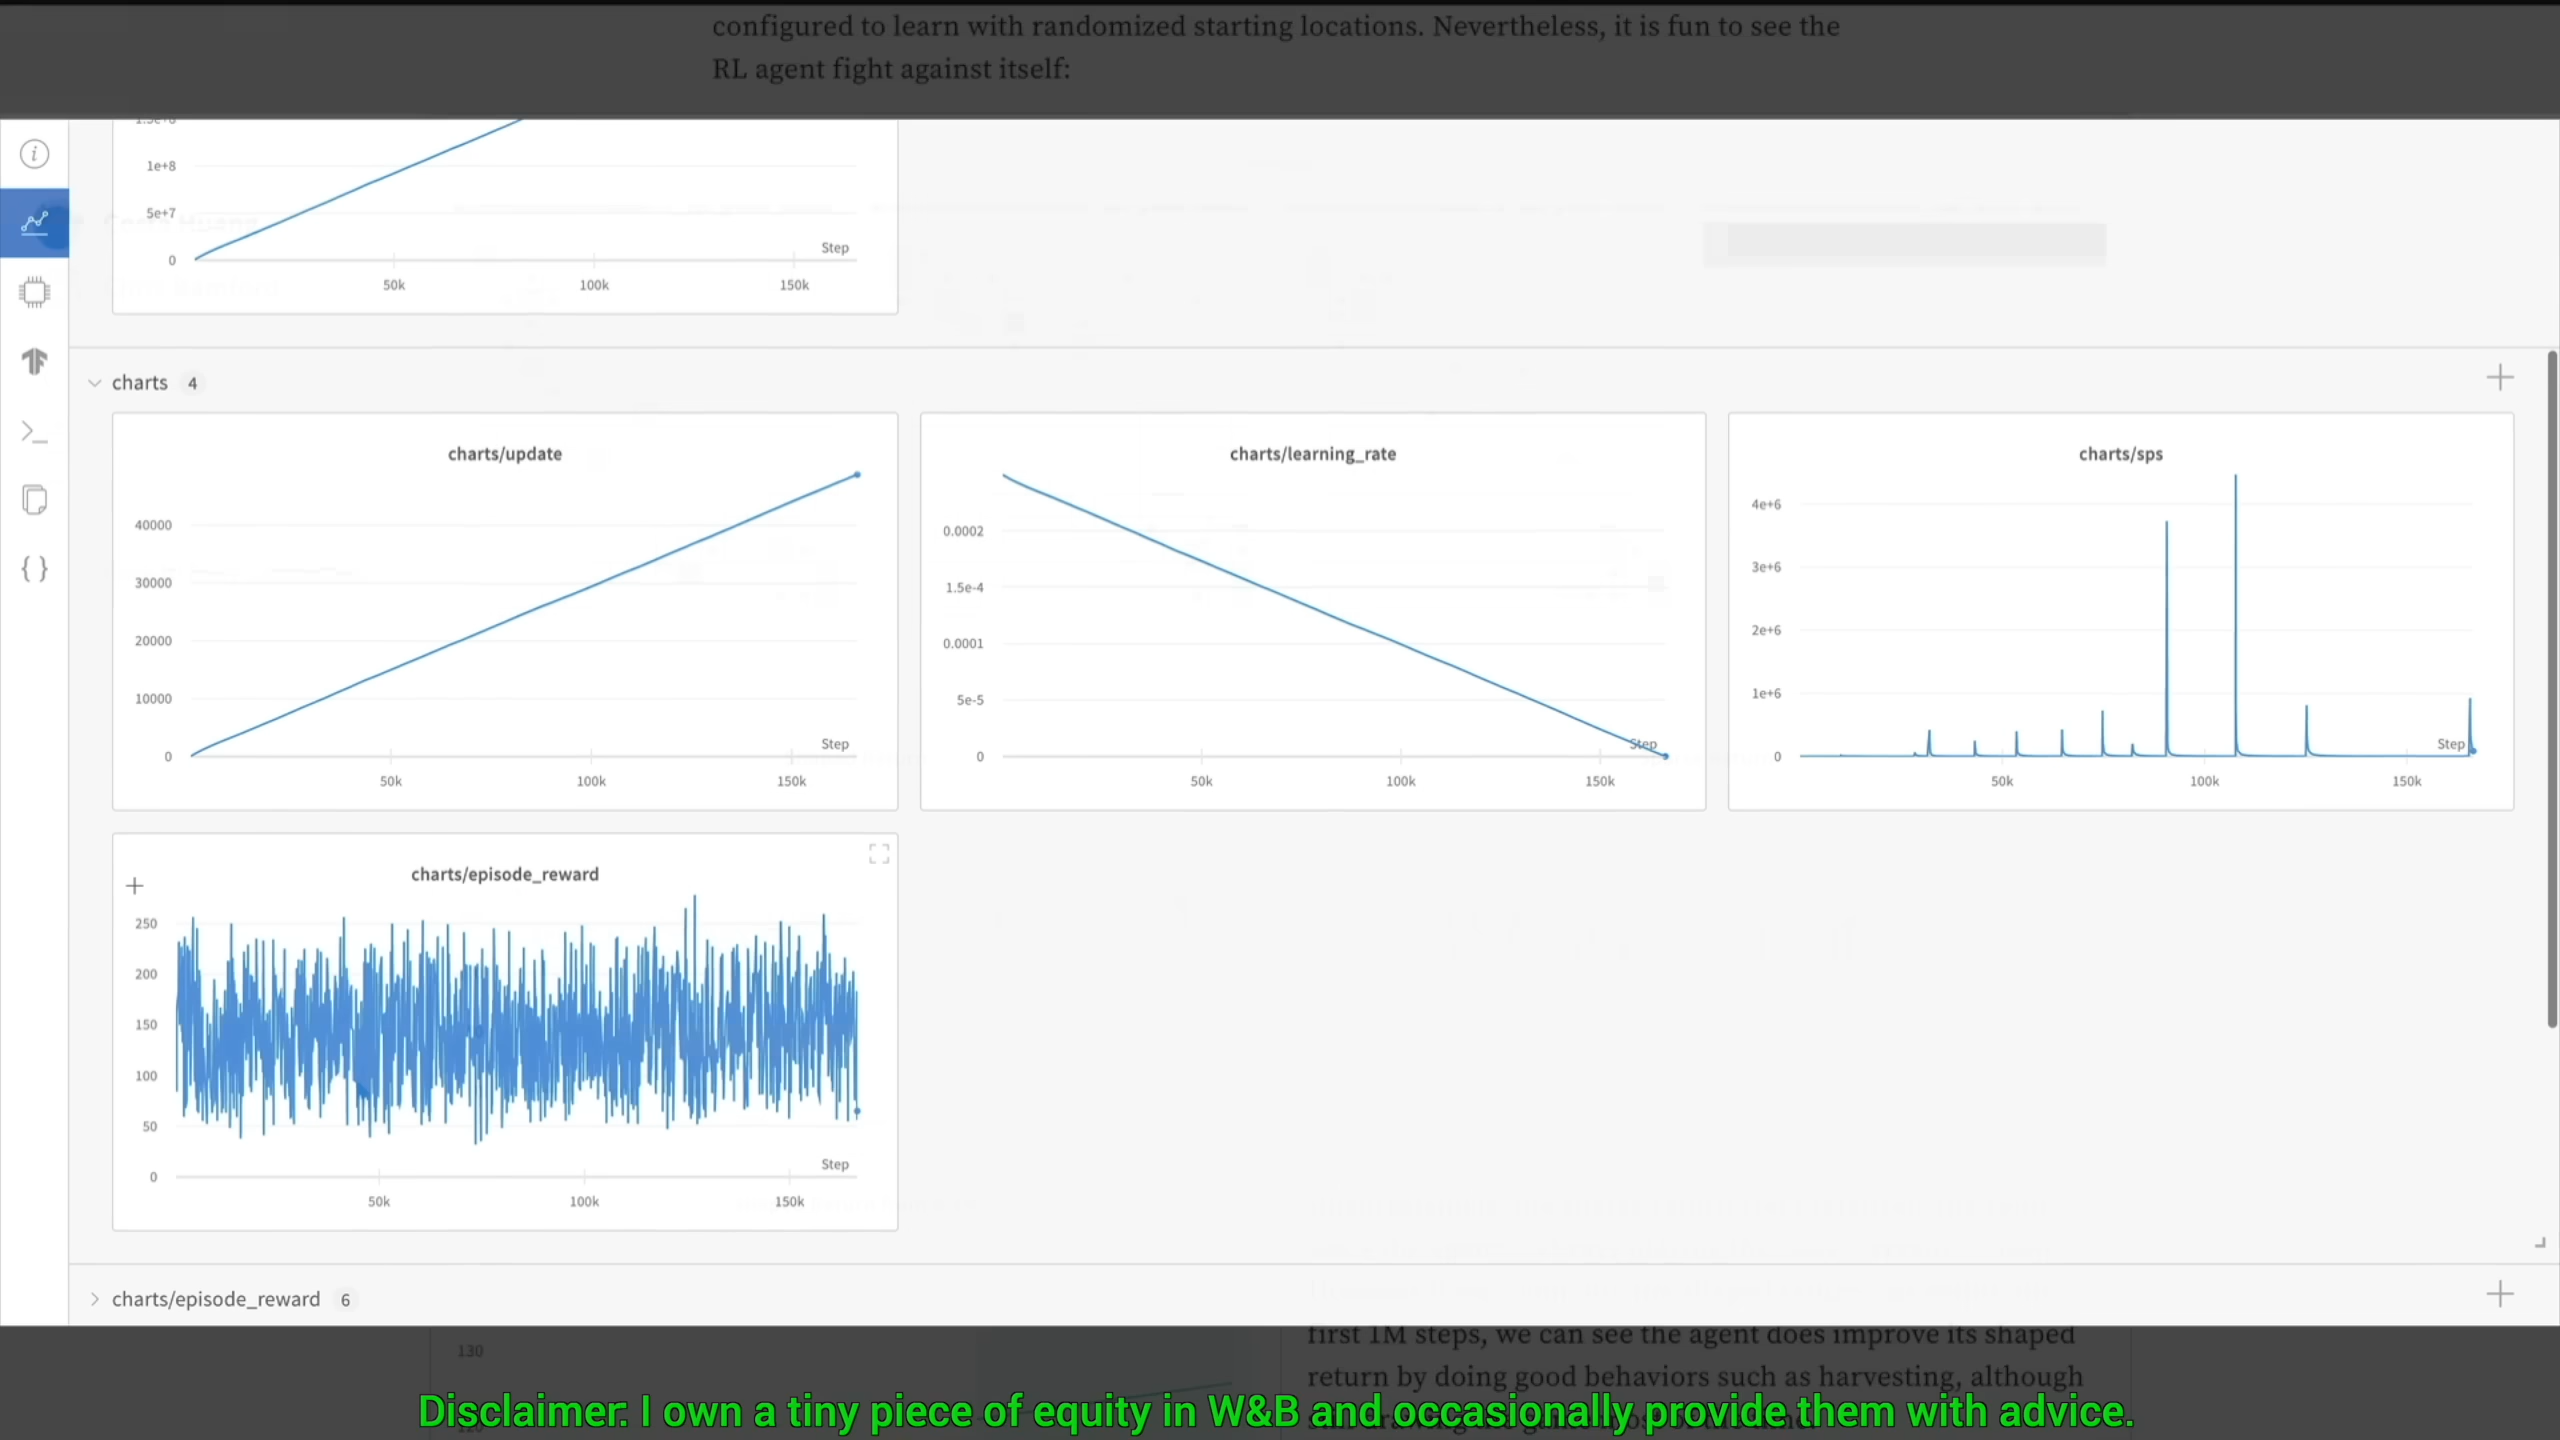 configured to learn with randomized starting locations. Nevertheless, it is fun to see the
RL agent fight against itself:
1e+8
5e+7
0
Step
50k
100k
150k
charts 4
charts/update
40000
30000
20000
10000
0
Step
50k
100k
150k
charts/learning_rate
0.0002
1.5e-4
0.0001
5e-5
0
Step
50k
100k
150k
charts/sps
4e+6
3e+6
2e+6
1e+6
0
Step
50k
100k
150k
charts/episode_reward
250
200
150
100
50
0
Step
50k
100k
150k
charts/episode_reward 6
130
first 1M steps, we can see the agent does improve its shaped
return by doing good behaviors such as harvesting, although
Disclaimer: I own a tiny piece of equity in W&B and occasionally provide them with advice.